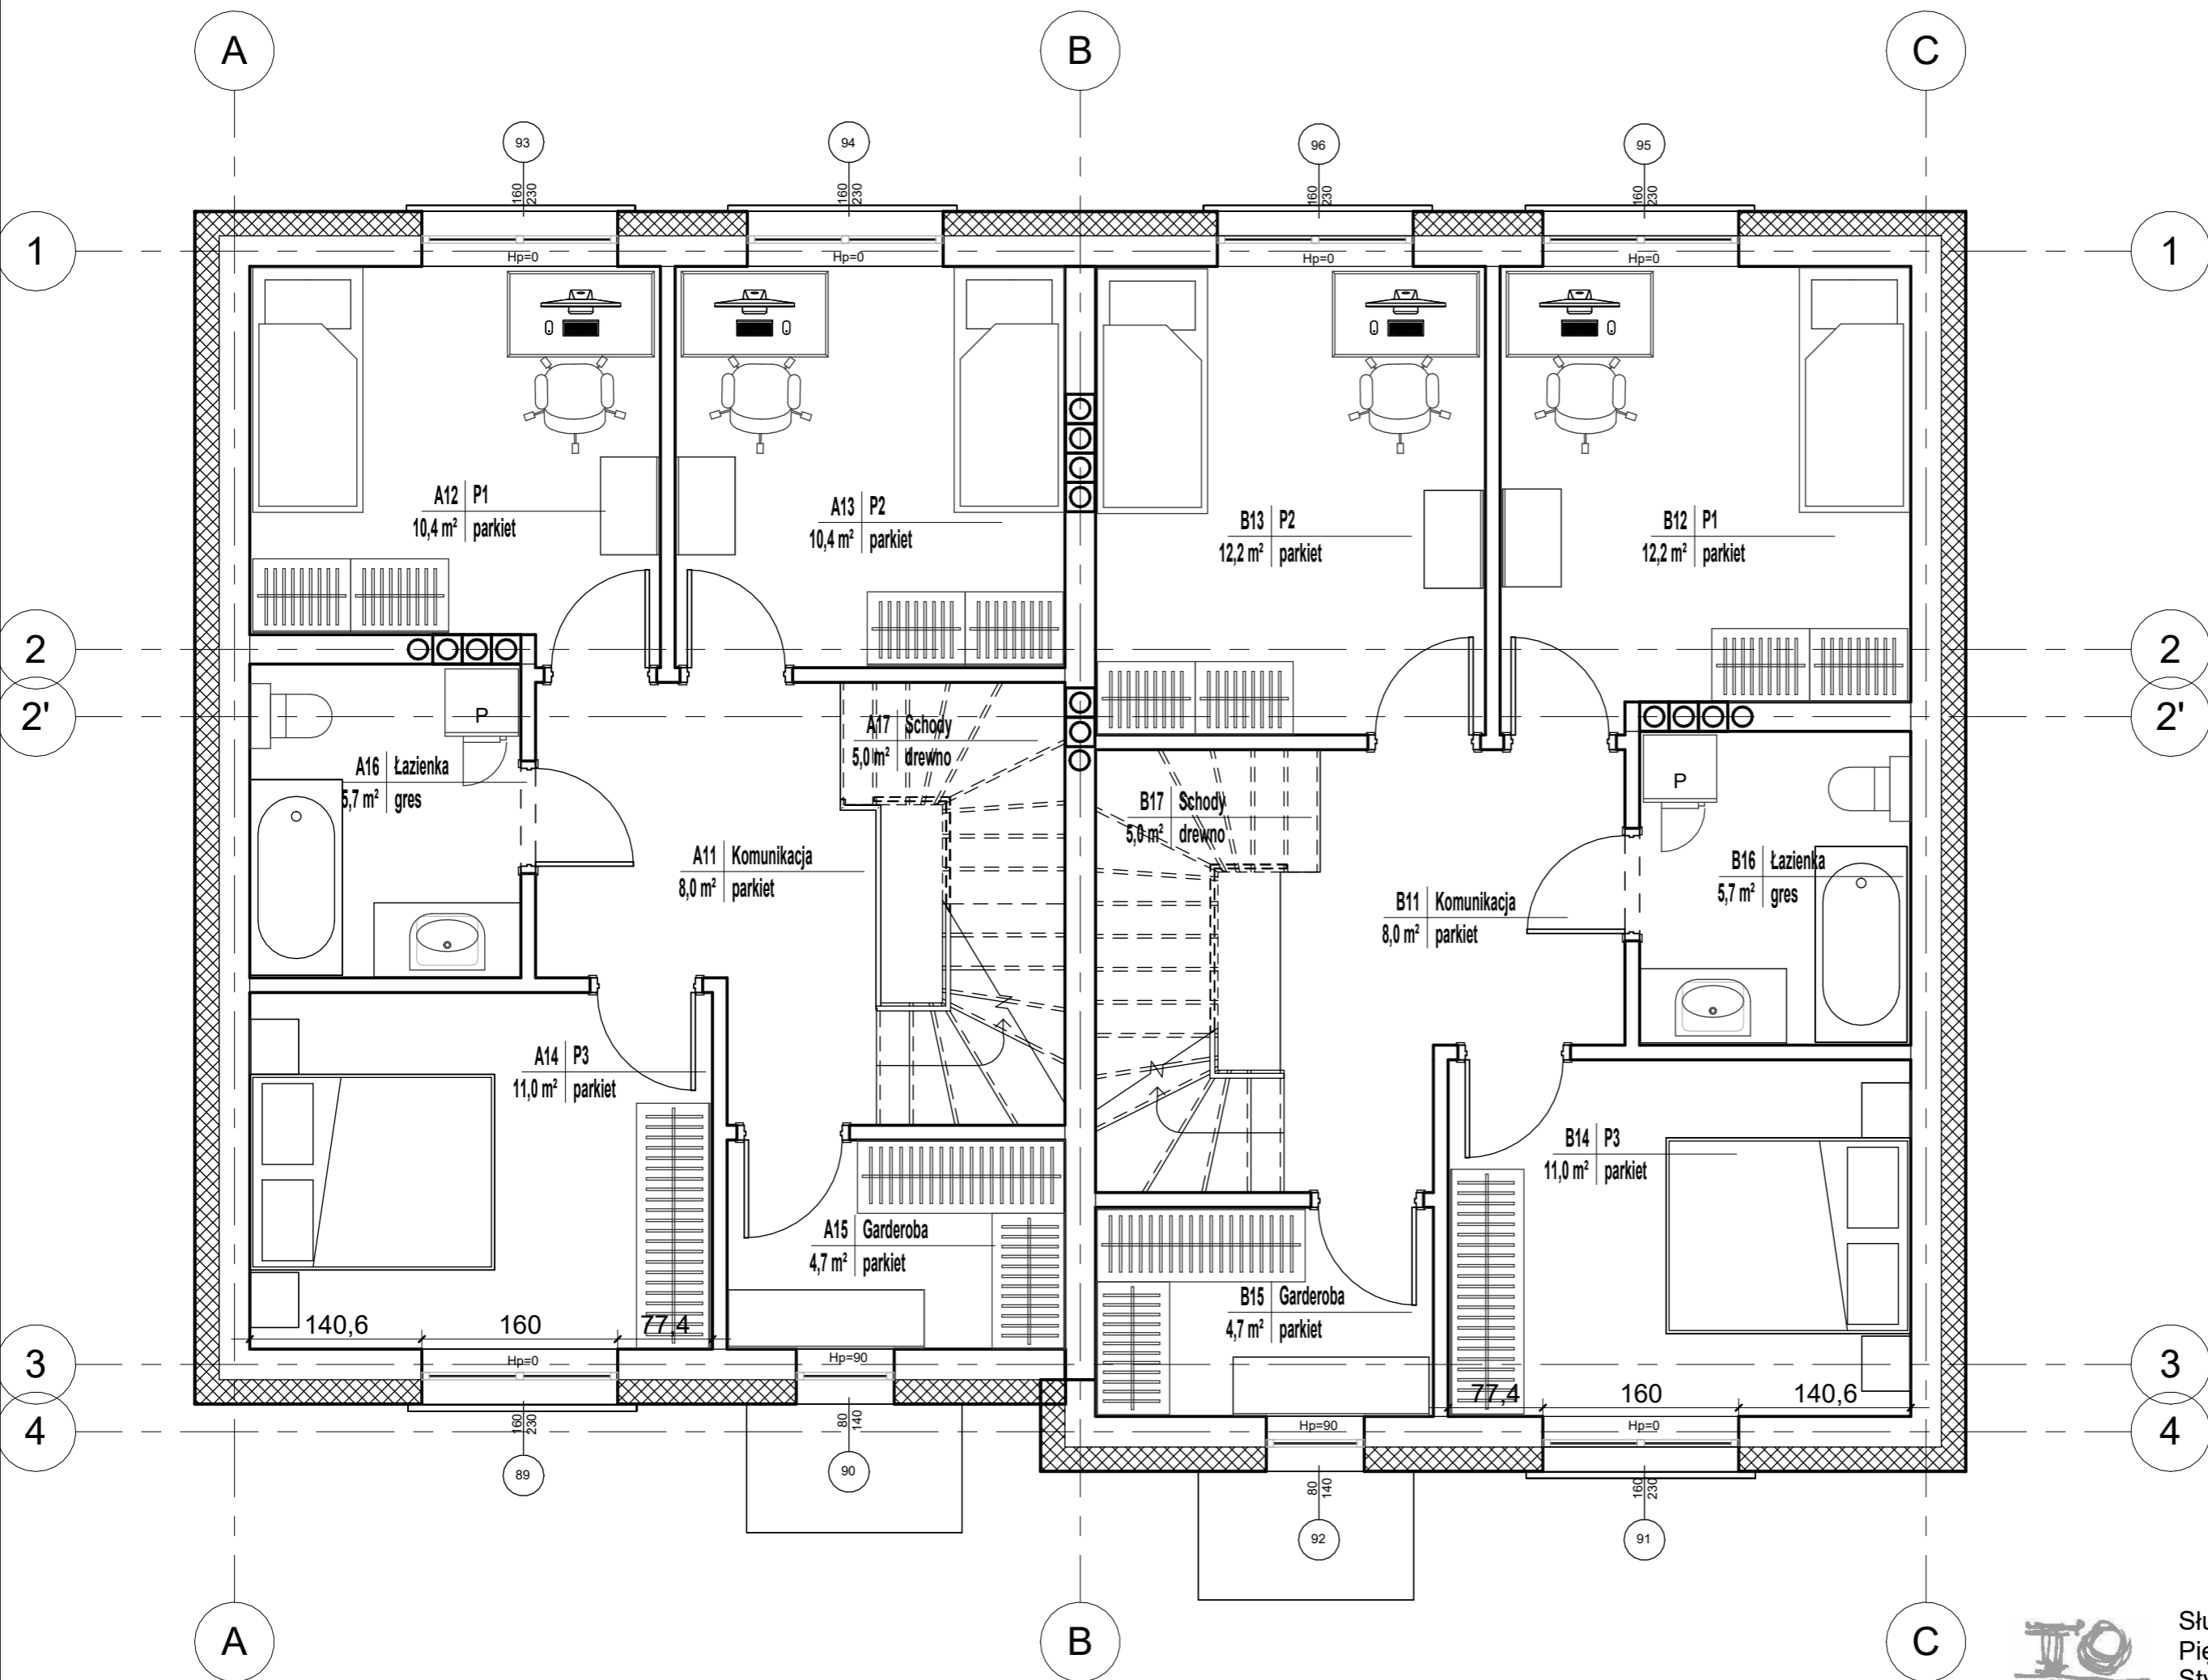 A B C
93 94 96 95
160 230 160 230 160 230 160 230
1 Hp=0 Hp=0 Hp=0 Hp=0 1
A12 P1
10,4 m² parkiet
A13 P2
10,4 m² parkiet
B13 P2
12,2 m² parkiet
B12 P1
12,2 m² parkiet
2 2
2' 2'
P
A17 Schody
5,0 m² drewno
A16 Łazienka
5,7 m² gres
P
B17 Schody
5,0 m² drewno
A11 Komunikacja
8,0 m² parkiet
B16 Łazienka
5,7 m² gres
B11 Komunikacja
8,0 m² parkiet
A14 P3
11,0 m² parkiet
B14 P3
11,0 m² parkiet
A15 Garderoba
4,7 m² parkiet
B15 Garderoba
4,7 m² parkiet
140,6 160 77,4
3 Hp=0 Hp=90 3
77,4 160 140,6
4 Hp=90 Hp=0 4
160 230 80 140
89 90
80 140 160 230
92 91
A B C